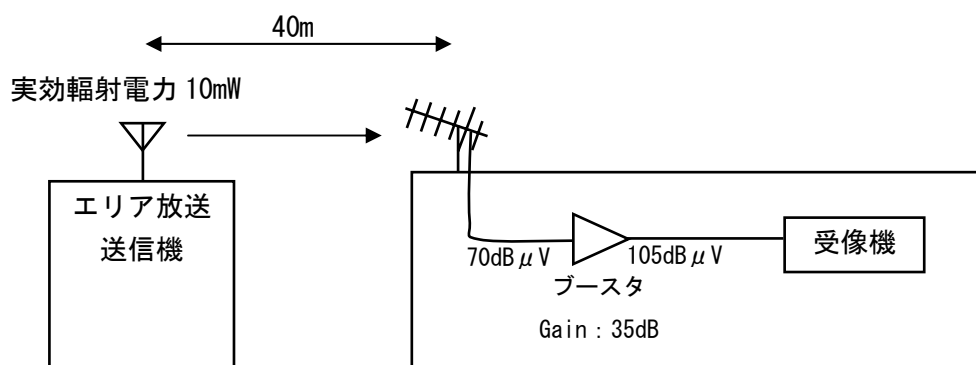 40m
実効輻射電力 10mW
エリア放送
送信機
70dBμV
105dBμV
受像機
ブースタ
Gain：35dB